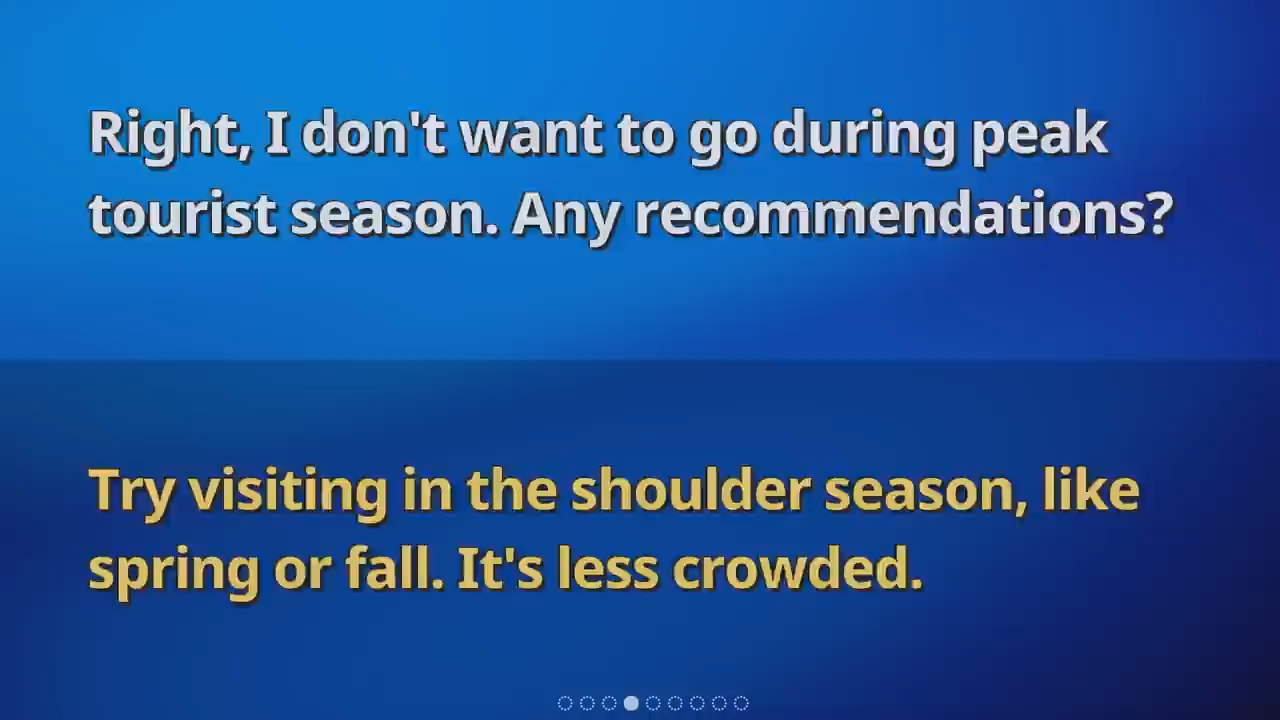 Right, I don't want to go during peak
tourist season. Any recommendations?
Try visiting in the shoulder season, like
spring or fall. It's less crowded.